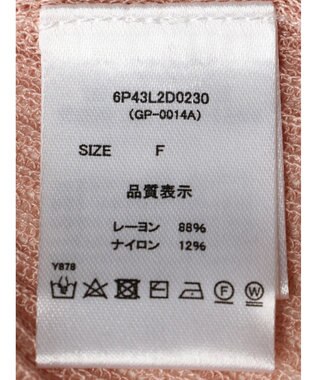 6P43L2D0230
(GP-0014A)
SIZE F
品質表示
レーヨン 88%
ナイロン 12%
Y878
F W